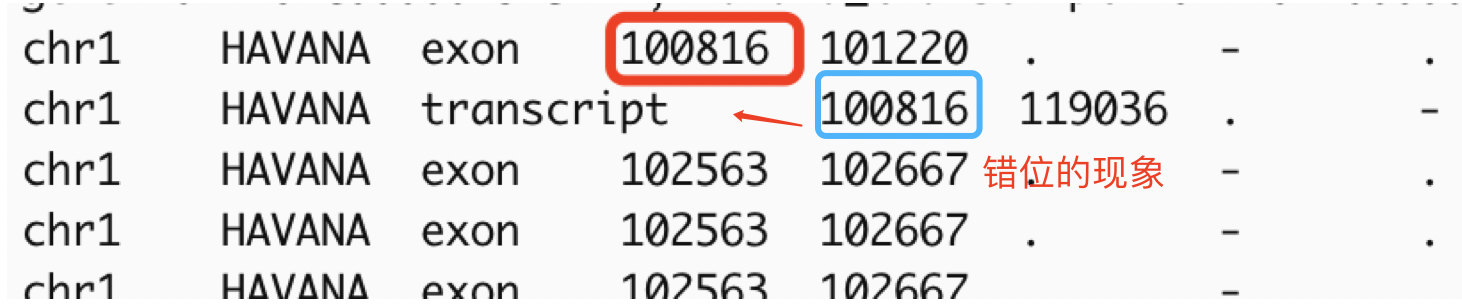 chr1 HAVANA exon 100816 101220 . - .
chr1 HAVANA transcript 100816 119036 . -
chr1 HAVANA exon 102563 102667 . - .
错位的现象
chr1 HAVANA exon 102563 102667 . - .
chr1 HAVANA exon 102563 102667 -